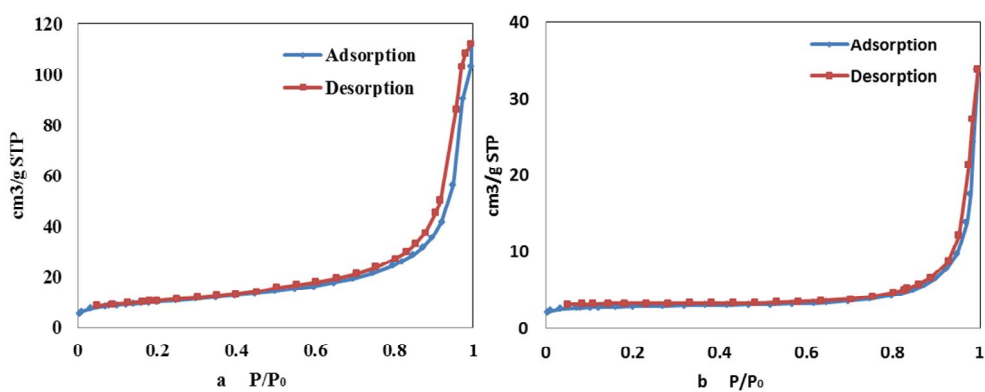 120
100
80
60
40
20
0
cm3/g STP
Adsorption
Desorption
0 0.2 0.4 0.6 0.8 1
a P/P₀
40
30
20
10
0
cm3/g STP
Adsorption
Desorption
0 0.2 0.4 0.6 0.8 1
b P/P₀